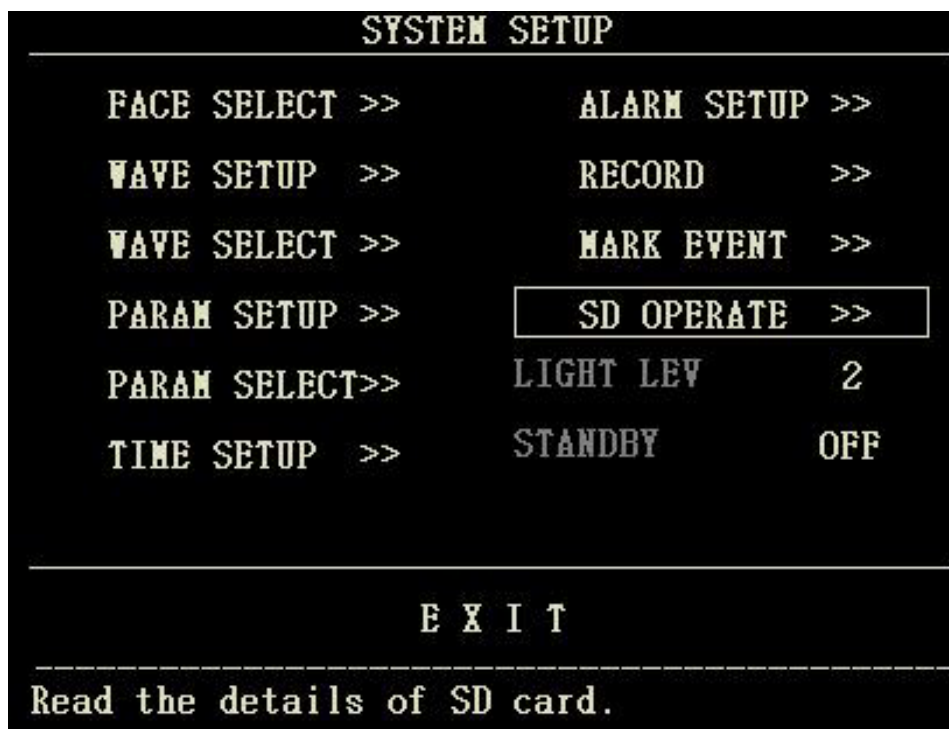 SYSTEM SETUP
FACE SELECT >> ALARM SETUP >>
WAVE SETUP >> RECORD >>
WAVE SELECT >> MARK EVENT >>
PARAM SETUP >> SD OPERATE >>
PARAM SELECT>> LIGHT LEV 2
TIME SETUP >> STANDBY OFF
E X I T
Read the details of SD card.